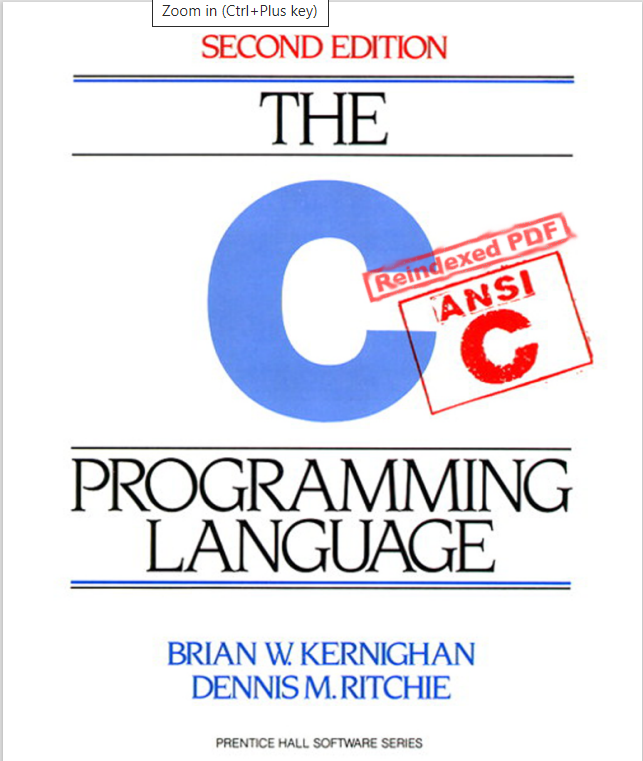 Zoom in (Ctrl+Plus key)
SECOND EDITION
THE
C
Reindexed PDF
ANSI
C
PROGRAMMING
LANGUAGE
BRIAN W. KERNIGHAN
DENNIS M. RITCHIE
PRENTICE HALL SOFTWARE SERIES